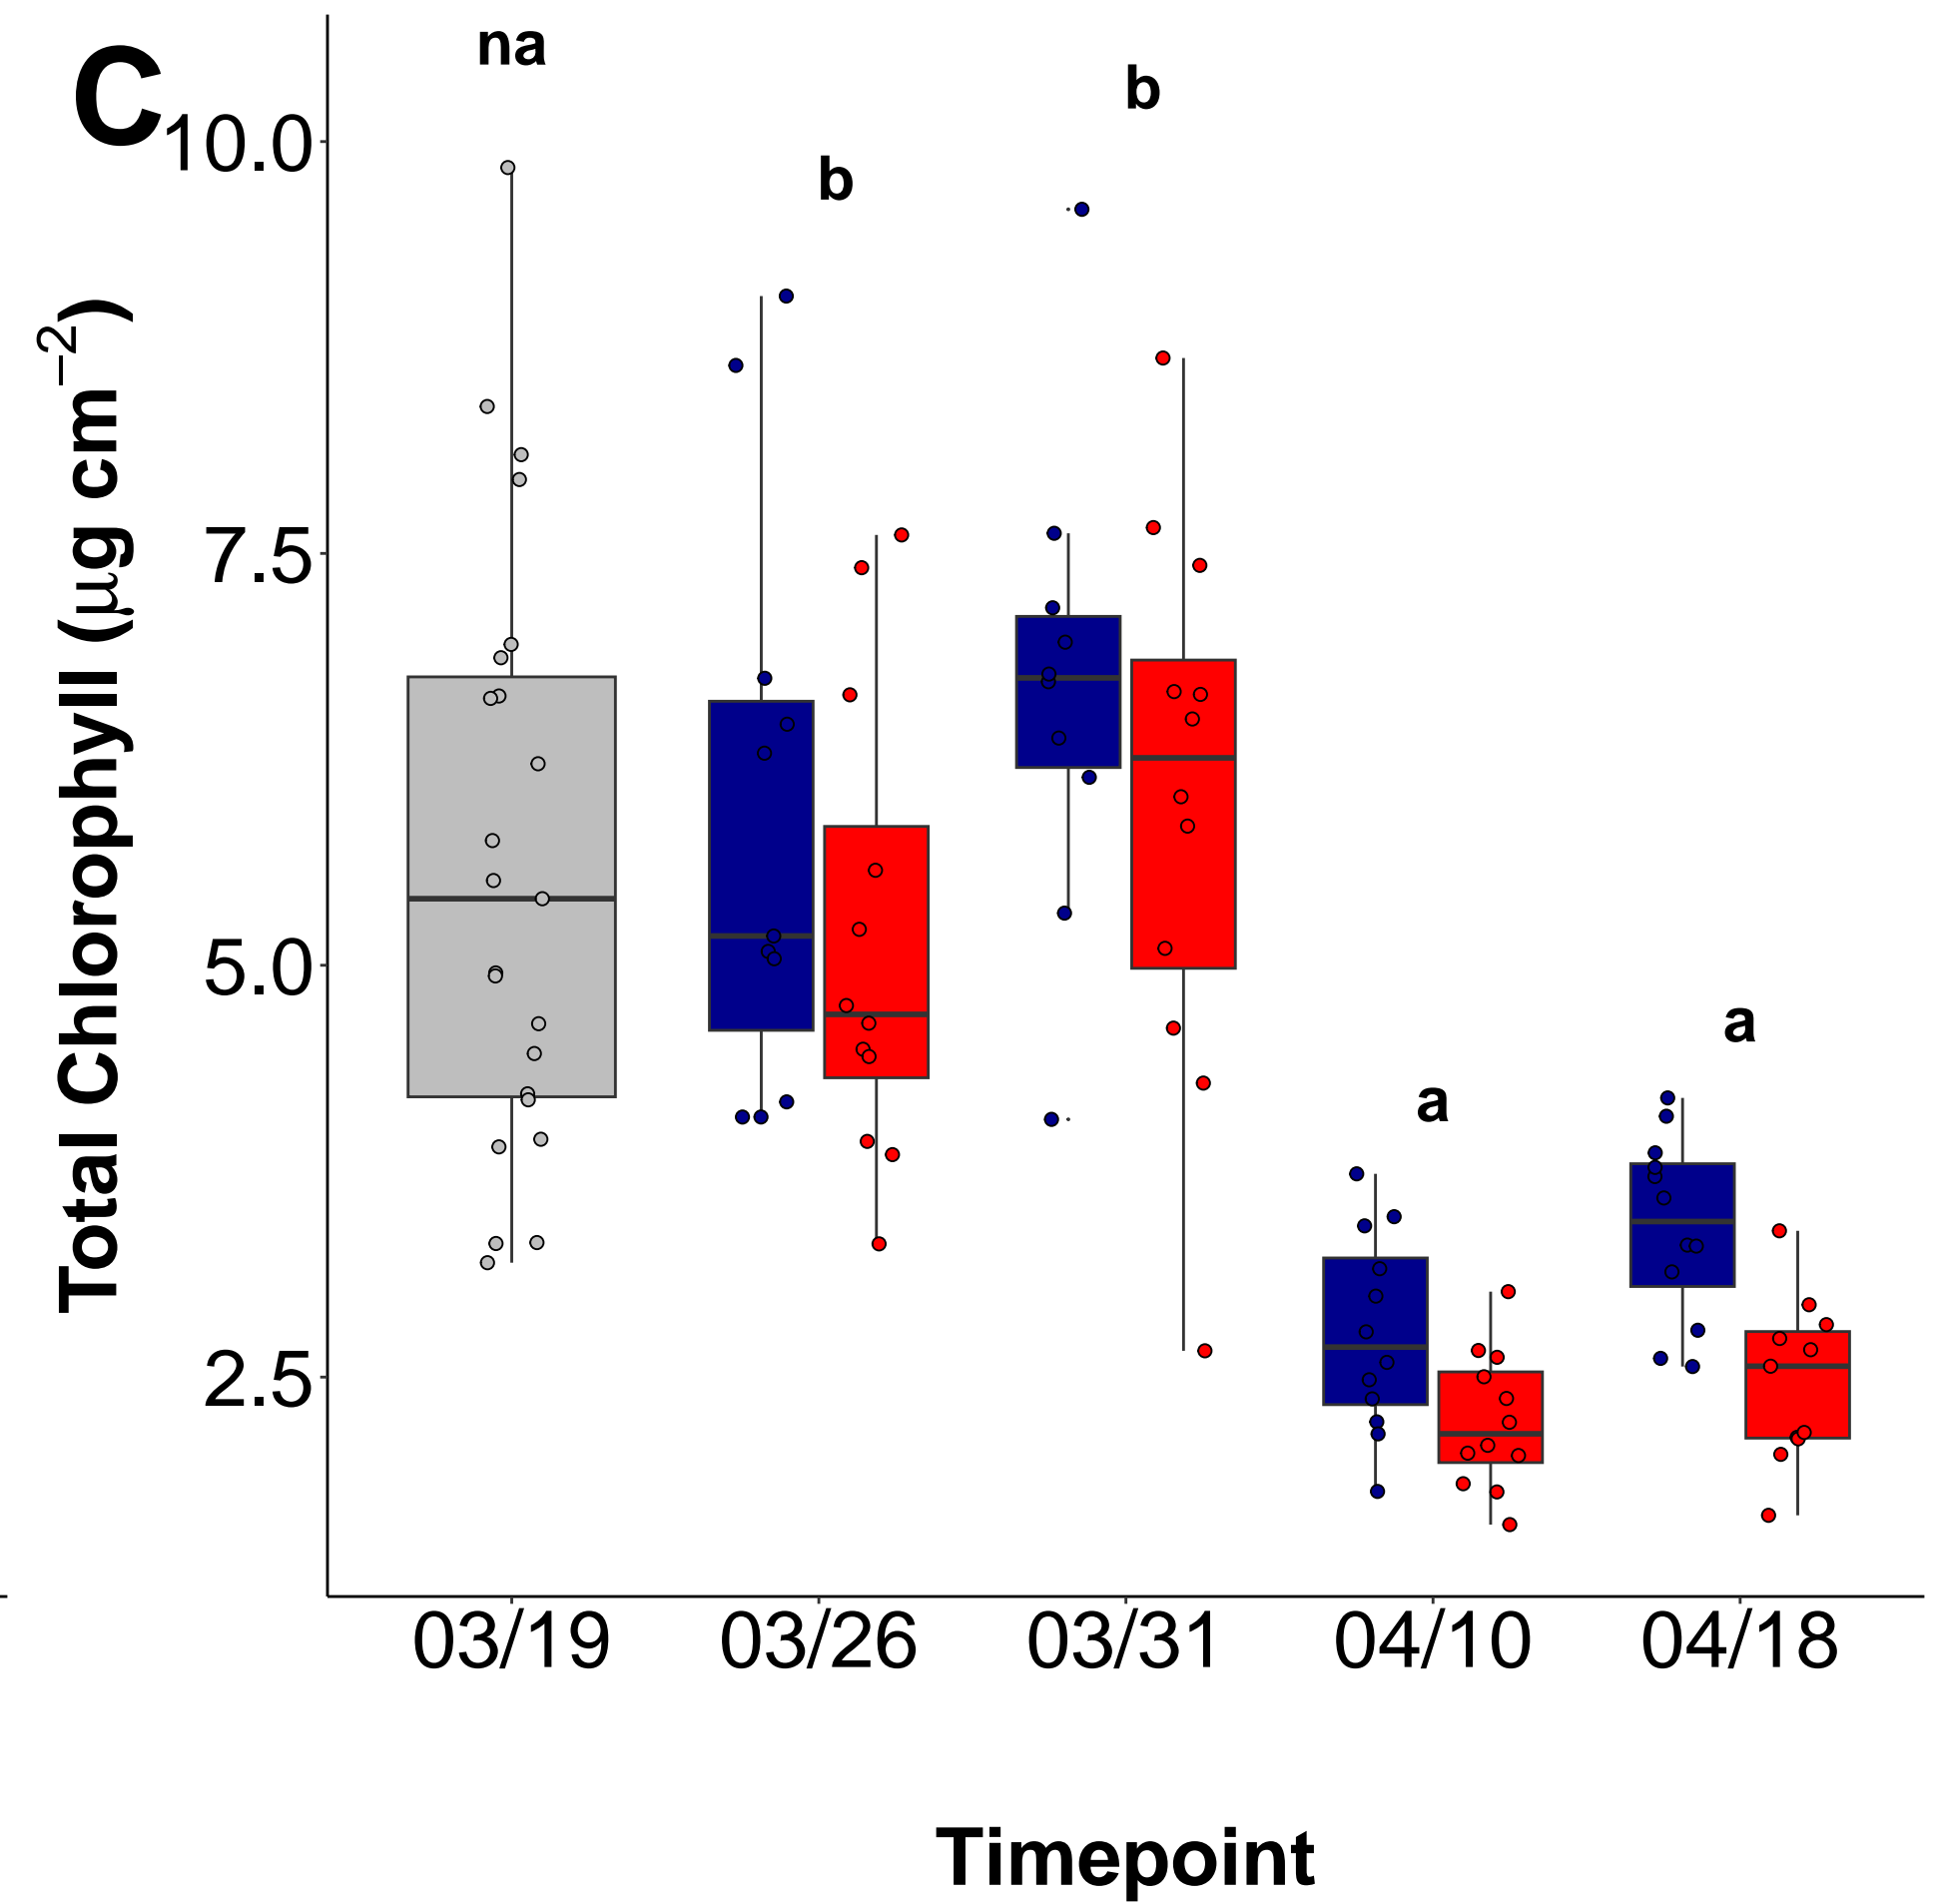 C
na
b
b
a
a
10.0
7.5
5.0
2.5
Total Chlorophyll (μg cm⁻²)
03/19 03/26 03/31 04/10 04/18
Timepoint